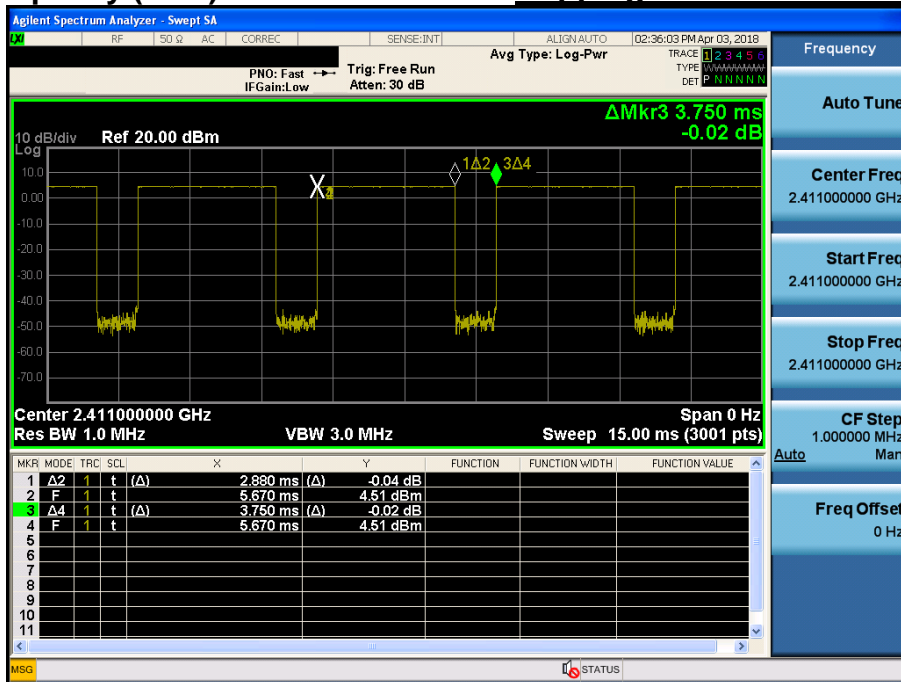 Agilent Spectrum Analyzer - Swept SA
LXI RF 50 Ω AC CORREC SENSE:INT ALIGN AUTO 02:36:03 PM Apr 03, 2018
PNO: Fast Trig: Free Run Avg Type: Log-Pwr TRACE 1 2 3 4 5 6
IFGain:Low Atten: 30 dB TYPE WWWWWW
DET P N N N N N
ΔMkr3 3.750 ms
-0.02 dB
10 dB/div Ref 20.00 dBm
Log
1Δ2 3Δ4
10.0
X
0.00
-10.0
-20.0
-30.0
-40.0
-50.0
-60.0
-70.0
Center 2.411000000 GHz Span 0 Hz
Res BW 1.0 MHz VBW 3.0 MHz Sweep 15.00 ms (3001 pts)
MKR MODE TRC SCL X Y FUNCTION FUNCTION WIDTH FUNCTION VALUE
1 Δ2 1 t (Δ) 2.880 ms (Δ) -0.04 dB
2 F 1 t 5.670 ms 4.51 dBm
3 Δ4 1 t (Δ) 3.750 ms (Δ) -0.02 dB
4 F 1 t 5.670 ms 4.51 dBm
5
6
7
8
9
10
11
MSG STATUS
Frequency
Auto Tune
Center Freq
2.411000000 GHz
Start Freq
2.411000000 GHz
Stop Freq
2.411000000 GHz
CF Step
1.000000 MHz
Auto Man
Freq Offset
0 Hz